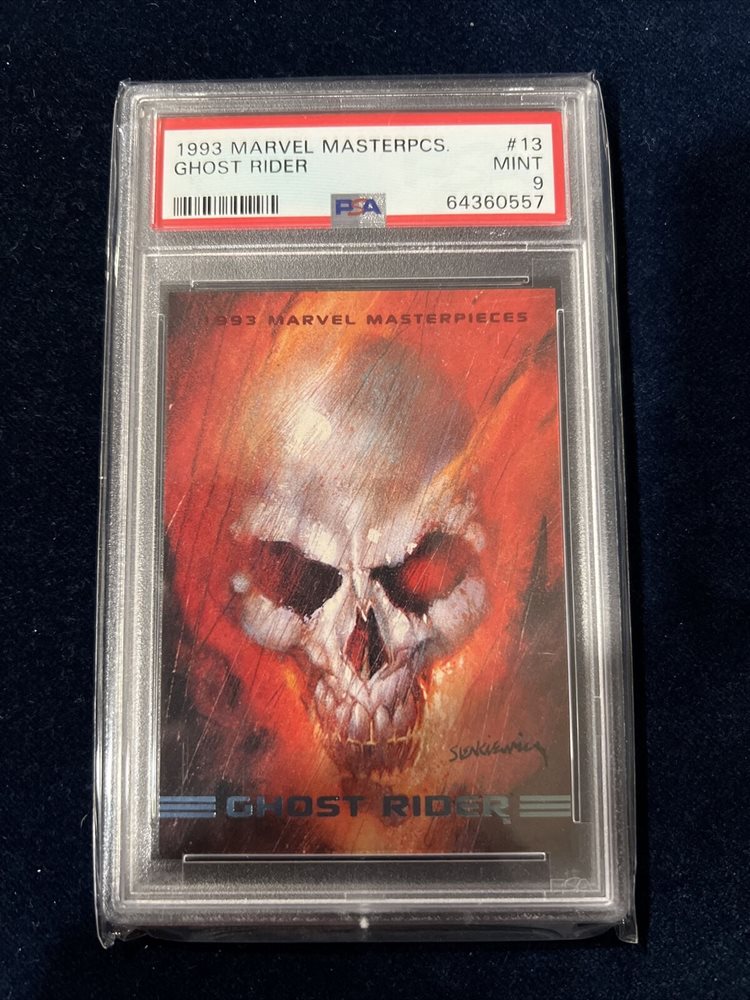 1993 MARVEL MASTERPCS. #13
GHOST RIDER MINT
9
PSA 64360557
1993 MARVEL MASTERPIECES
SIENKIEWICZ
GHOST RIDER